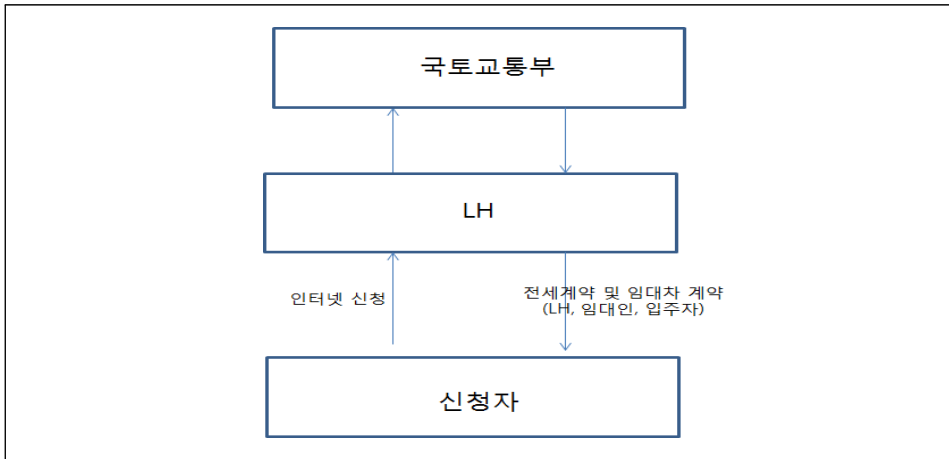 국토교통부
LH
인터넷 신청
전세계약 및 임대차 계약
(LH, 임대인, 입주자)
신청자